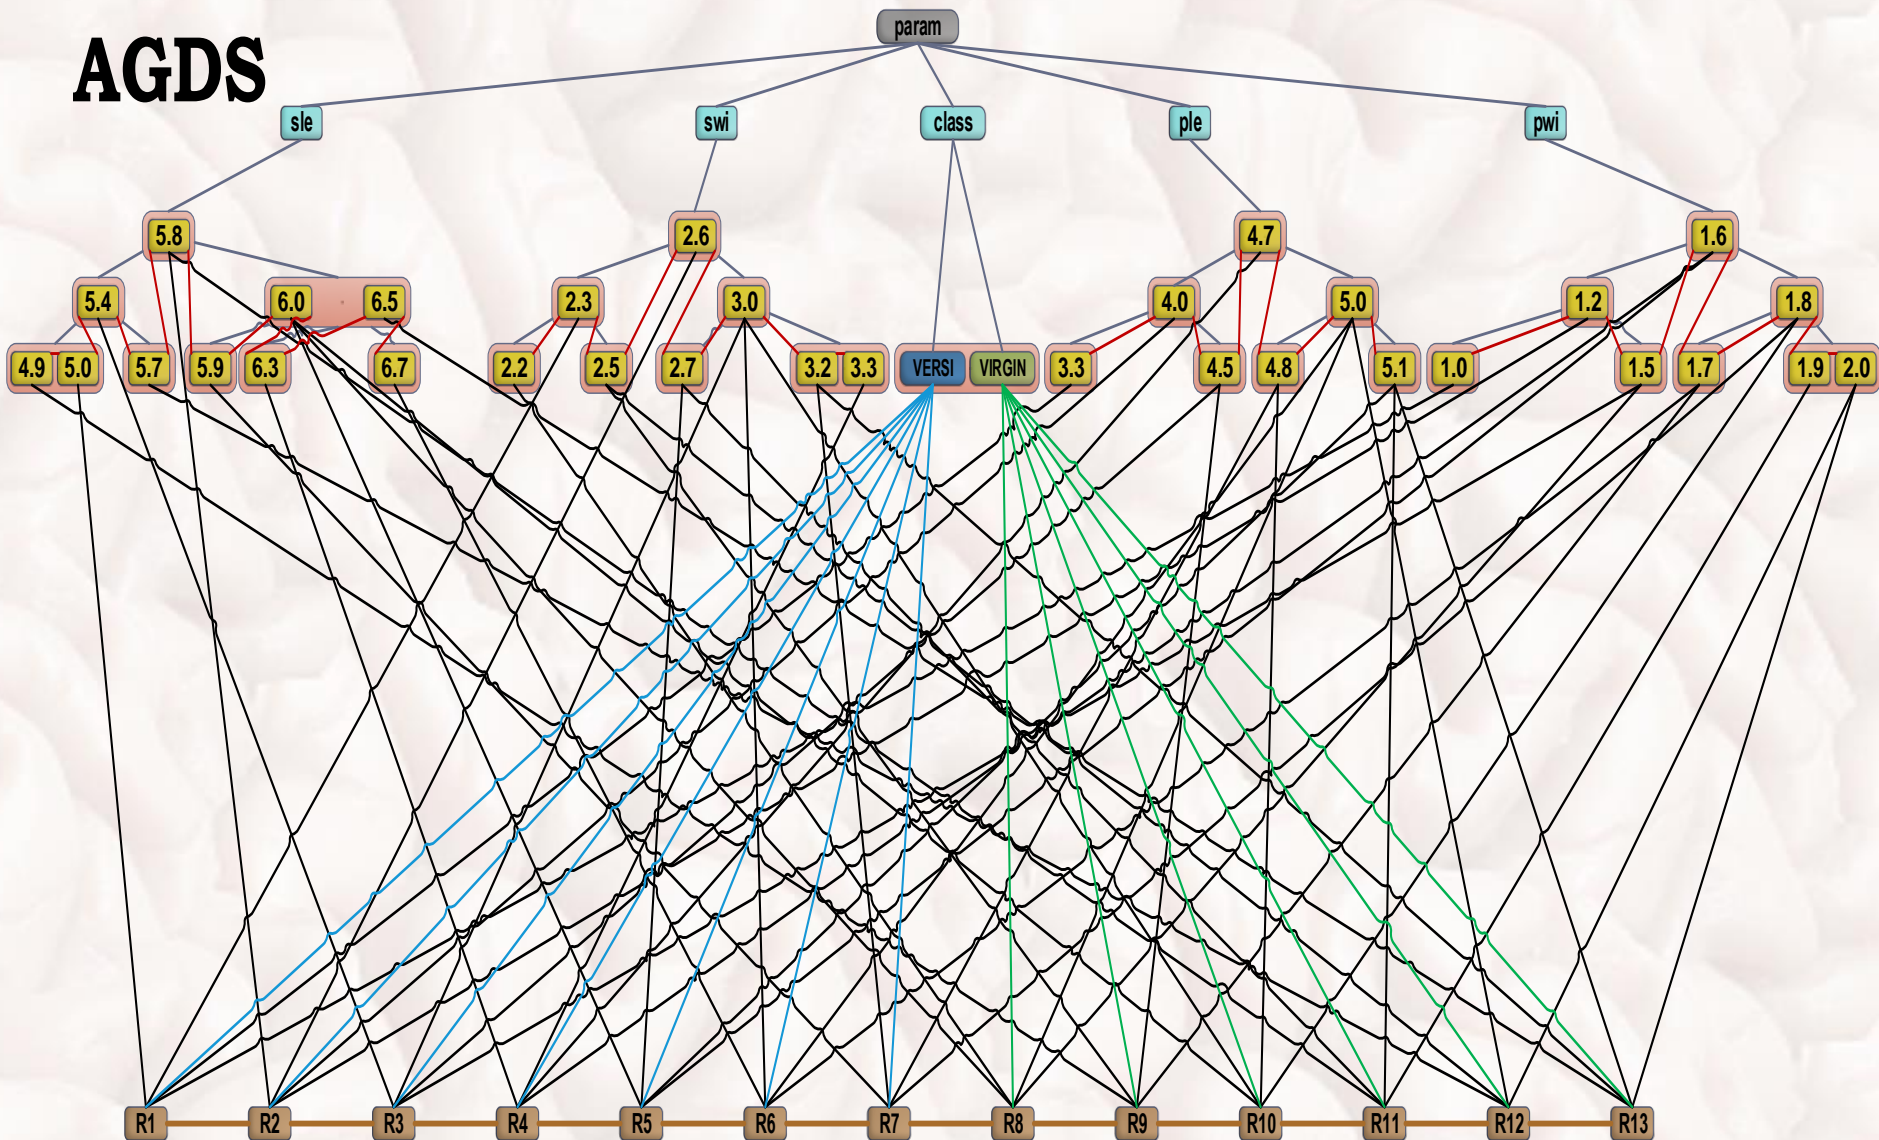 param
AGDS
sle swi class ple pwi
5.8 2.6 4.7 1.6
5.4 6.0 6.5 2.3 3.0 4.0 5.0 1.2 1.8
4.9 5.0 5.7 5.9 6.3 6.7 2.2 2.5 2.7 3.2 3.3 VERSI VIRGIN 3.3 4.5 4.8 5.1 1.0 1.5 1.7 1.9 2.0
R1 R2 R3 R4 R5 R6 R7 R8 R9 R10 R11 R12 R13